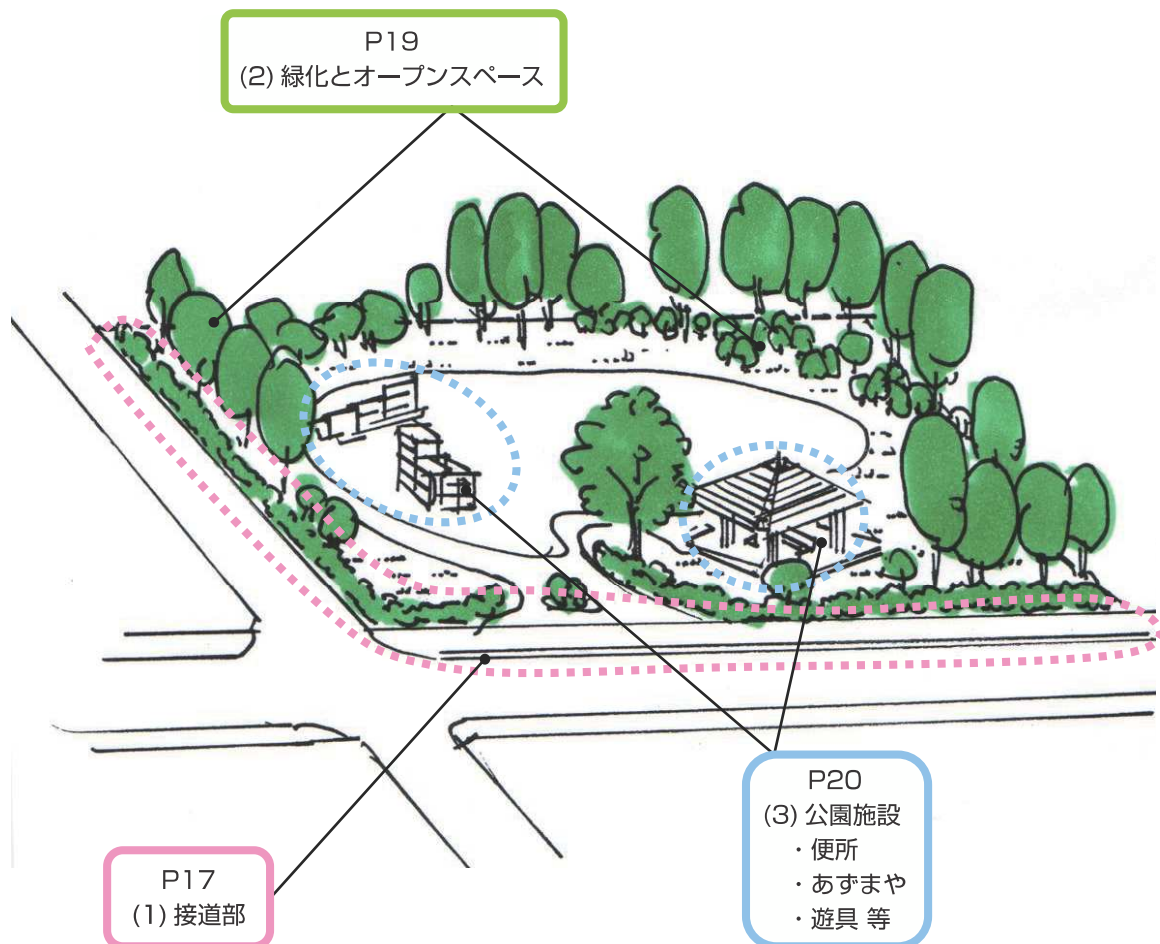 P19
(2) 緑化とオープンスペース
P20
(3) 公園施設
・便所
・あずまや
・遊具 等
P17
(1) 接道部